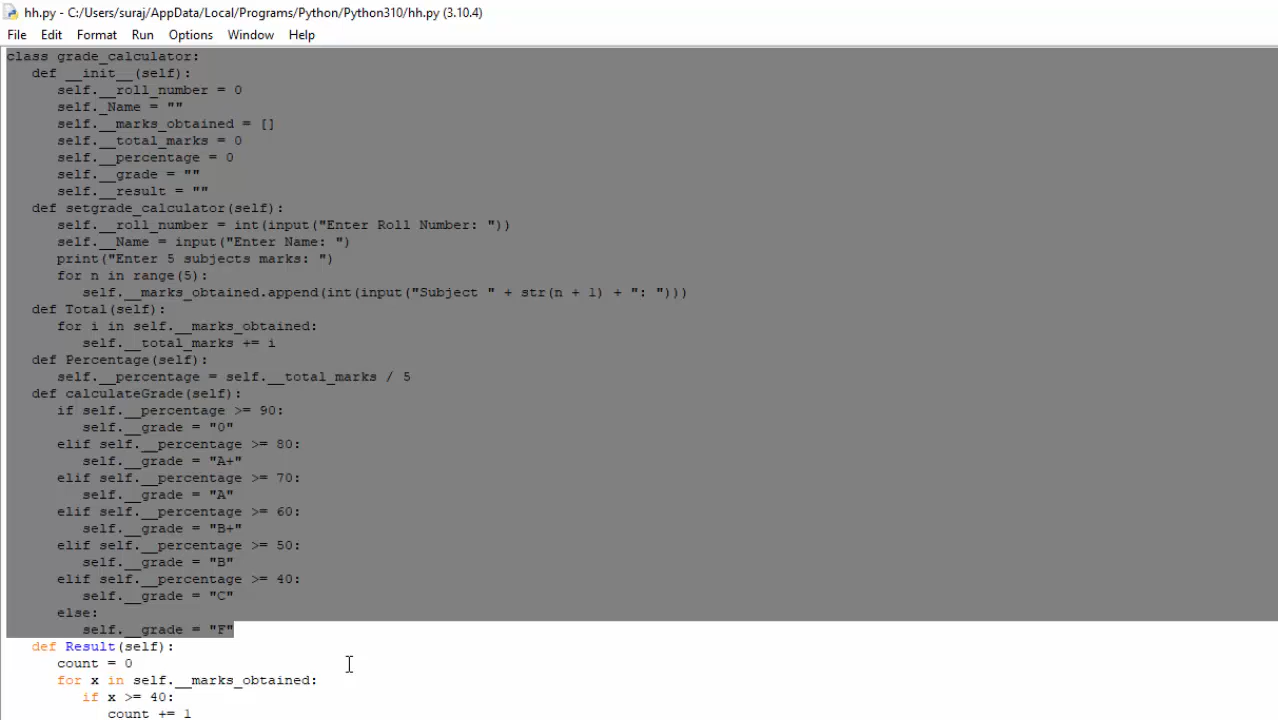 hh.py - C:/Users/suraj/AppData/Local/Programs/Python/Python310/hh.py (3.10.4)
File Edit Format Run Options Window Help
class grade_calculator:
   def __init__(self):
      self.__roll_number = 0
      self._Name = ""
      self.__marks_obtained = []
      self.__total_marks = 0
      self.__percentage = 0
      self.__grade = ""
      self.__result = ""
   def setgrade_calculator(self):
      self.__roll_number = int(input("Enter Roll Number: "))
      self.__Name = input("Enter Name: ")
      print("Enter 5 subjects marks: ")
      for n in range(5):
         self.__marks_obtained.append(int(input("Subject " + str(n + 1) + ": ")))
   def Total(self):
      for i in self.__marks_obtained:
         self.__total_marks += i
   def Percentage(self):
      self.__percentage = self.__total_marks / 5
   def calculateGrade(self):
      if self.__percentage >= 90:
         self.__grade = "O"
      elif self.__percentage >= 80:
         self.__grade = "A+"
      elif self.__percentage >= 70:
         self.__grade = "A"
      elif self.__percentage >= 60:
         self.__grade = "B+"
      elif self.__percentage >= 50:
         self.__grade = "B"
      elif self.__percentage >= 40:
         self.__grade = "C"
      else:
         self.__grade = "F"
   def Result(self):
      count = 0
      for x in self.__marks_obtained:
         if x >= 40:
            count += 1